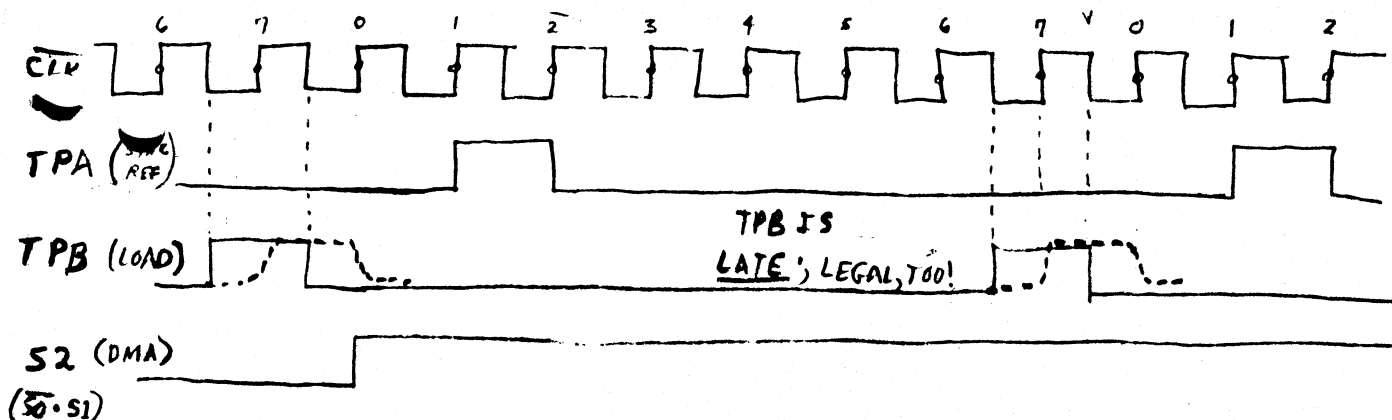 6 7 0 1 2 3 4 5 6 7 0 1 2
CLK
TPA (REF)
TPB IS
TPB (LOAD) LATE; LEGAL, TOO!
S2 (DMA)
(S0·S1)